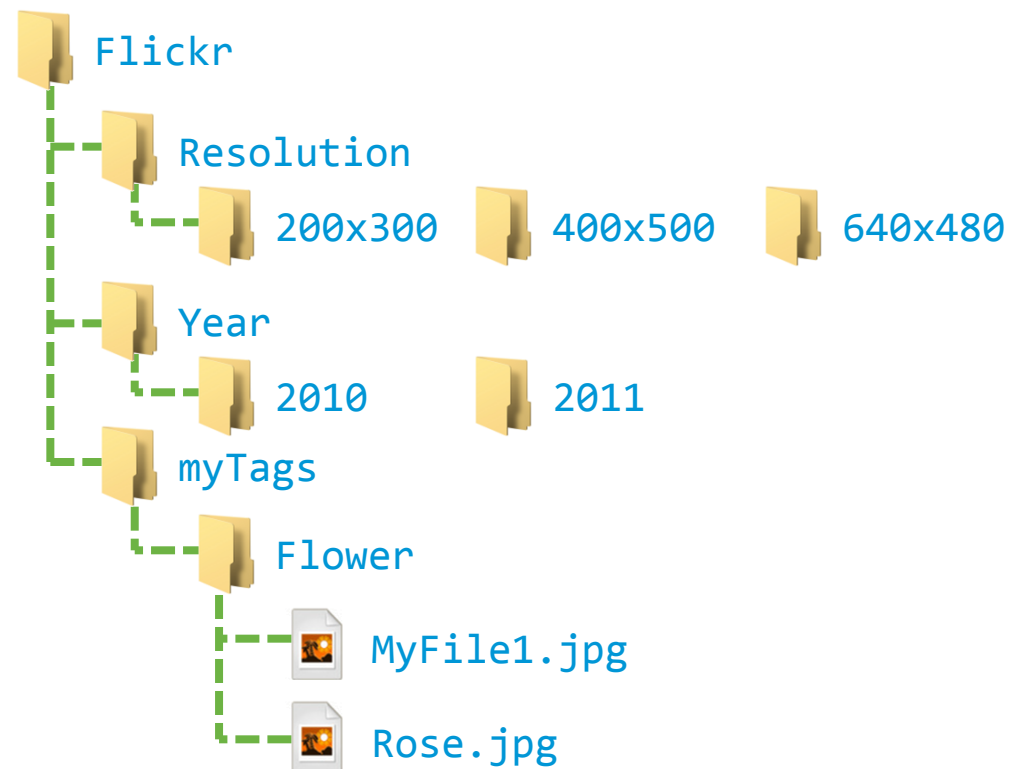 Flickr
Resolution
200x300 400x500 640x480
Year
2010 2011
myTags
Flower
MyFile1.jpg
Rose.jpg